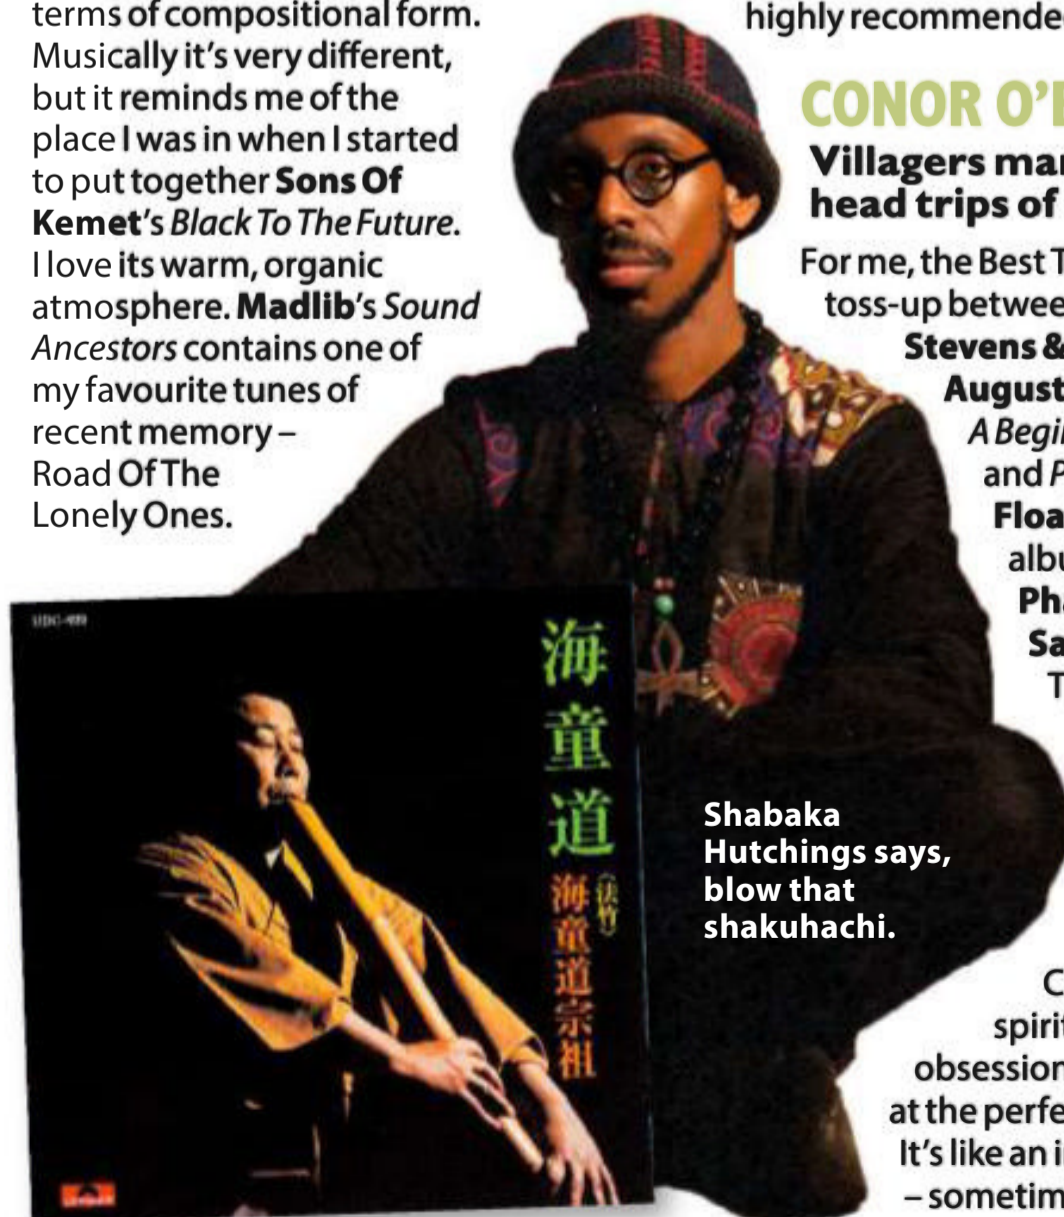 terms of compositional form.
Musically it's very different,
but it reminds me of the
place I was in when I started
to put together Sons Of
Kemet's Black To The Future.
I love its warm, organic
atmosphere. Madlib's Sound
Ancestors contains one of
my favourite tunes of
recent memory –
Road Of The
Lonely Ones.
海童道
(法竹)
海童道宗祖
Shabaka
Hutchings says,
blow that
shakuhachi.
highly recommende
CONOR O'
Villagers mai
head trips of
For me, the Best T
toss-up betwee
Stevens &
August
A Begi
and P
Floa
albu
Pha
Sa
T
C
spirit
obsession
at the perfe
It's like an i
– sometim